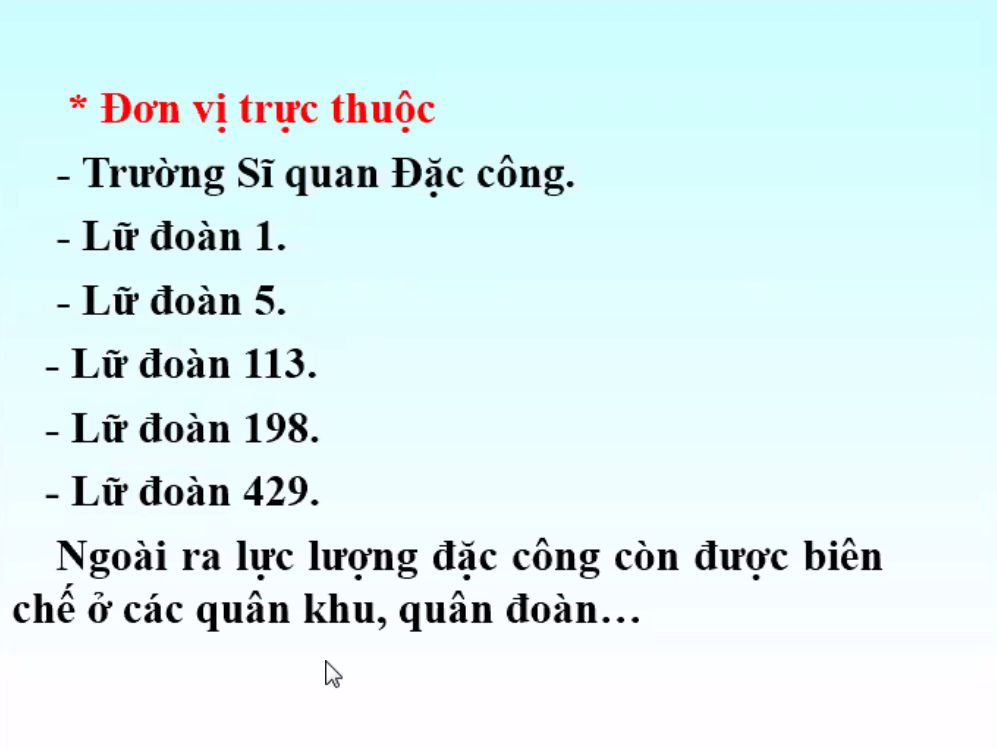 * Đơn vị trực thuộc
- Trường Sĩ quan Đặc công.
- Lữ đoàn 1.
- Lữ đoàn 5.
- Lữ đoàn 113.
- Lữ đoàn 198.
- Lữ đoàn 429.
Ngoài ra lực lượng đặc công còn được biên
chế ở các quân khu, quân đoàn…